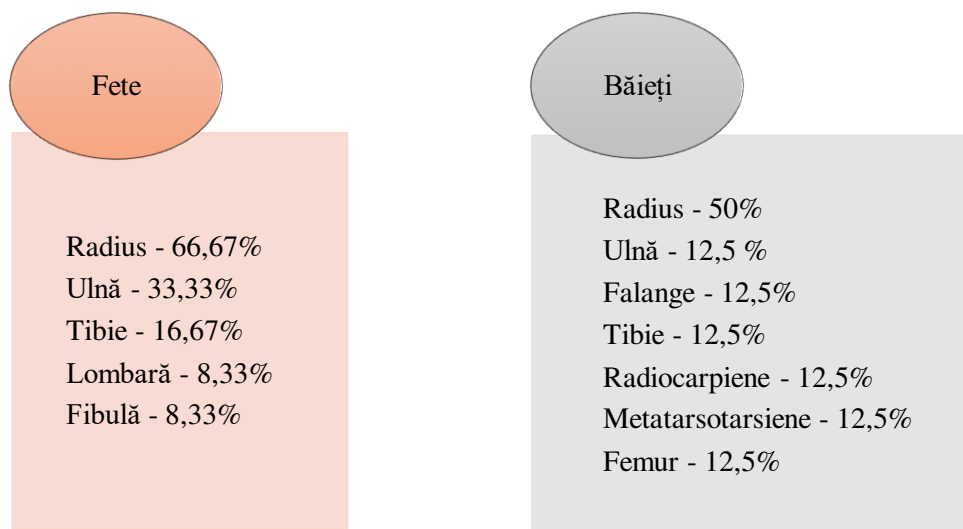 Fete
Radius - 66,67%
Ulnă - 33,33%
Tibie - 16,67%
Lombară - 8,33%
Fibulă - 8,33%
Băieți
Radius - 50%
Ulnă - 12,5 %
Falange - 12,5%
Tibie - 12,5%
Radiocarpiene - 12,5%
Metatarsotarsiene - 12,5%
Femur - 12,5%